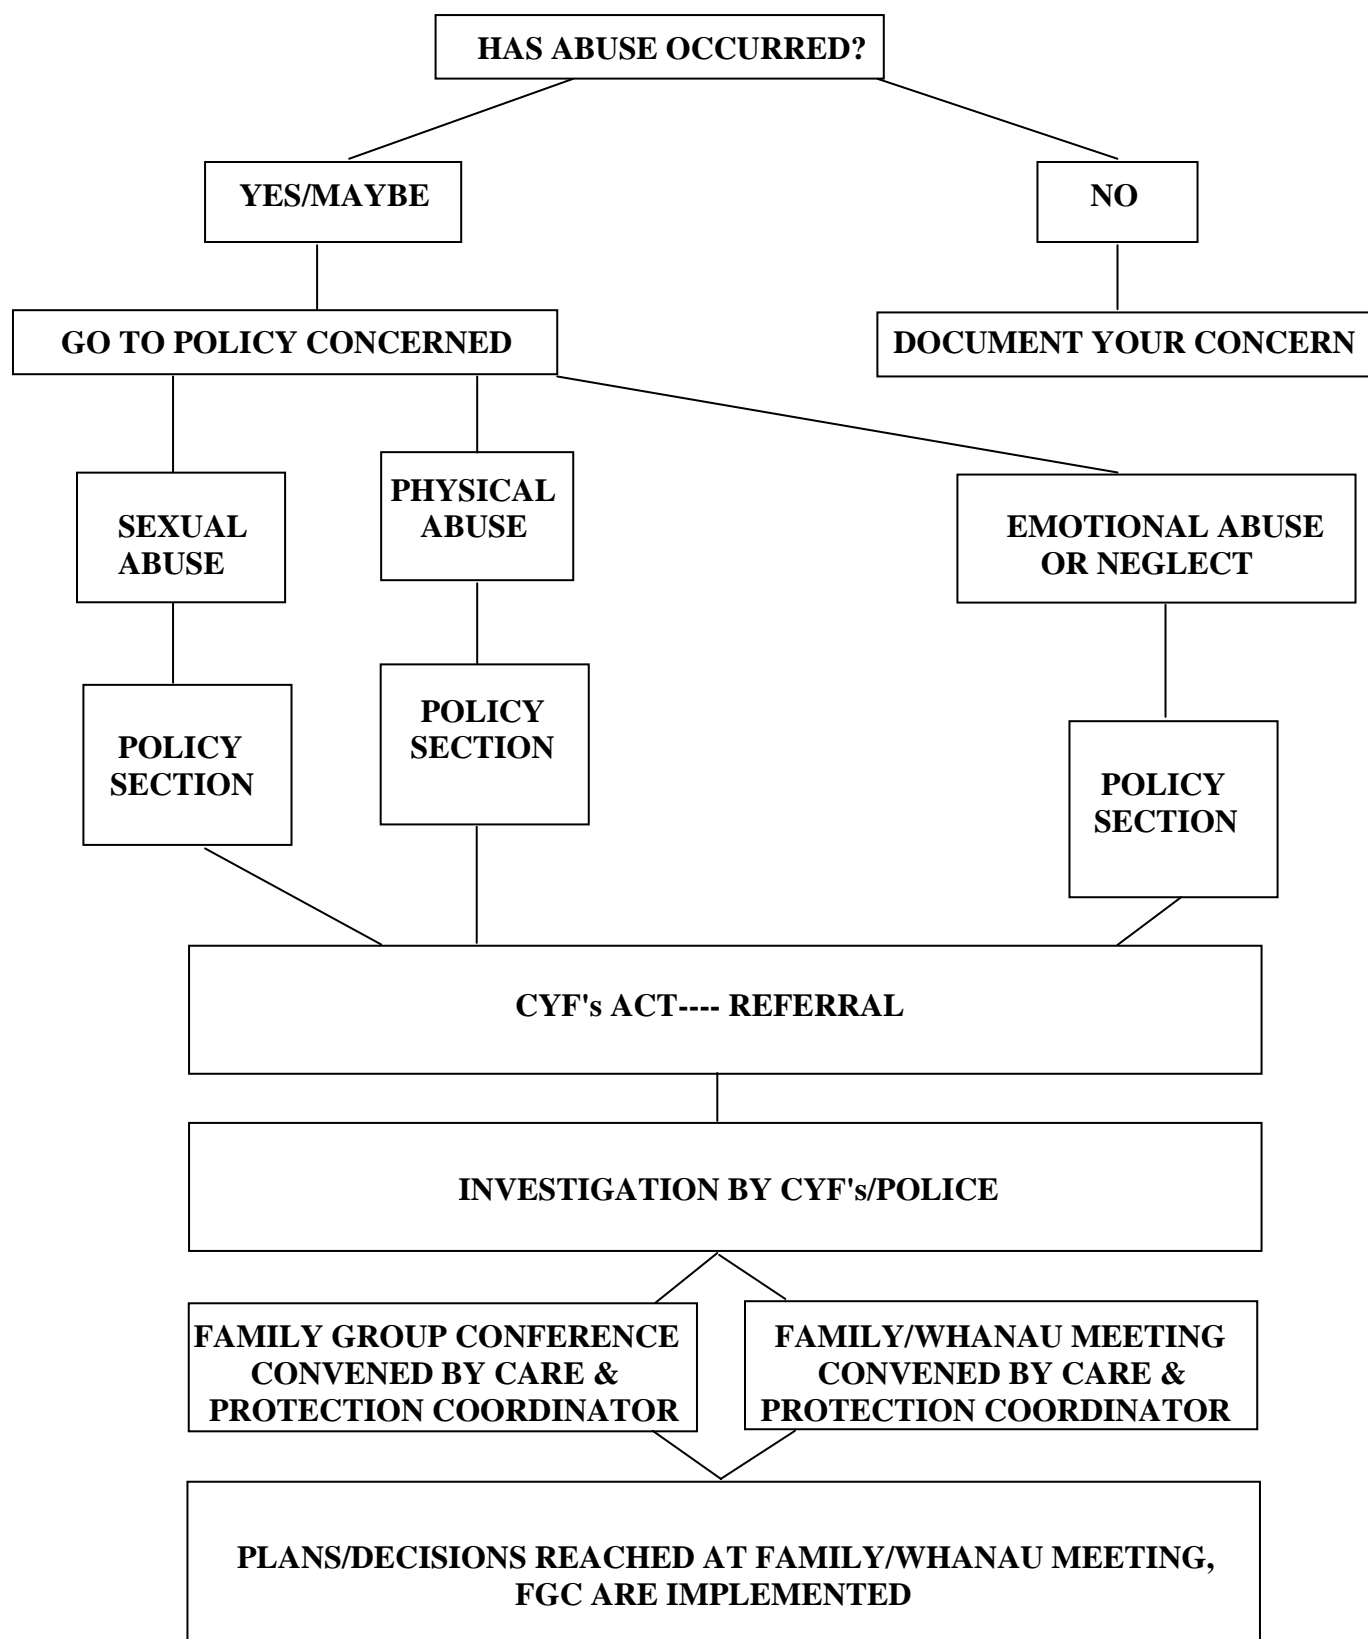 HAS ABUSE OCCURRED?
YES/MAYBE
NO
GO TO POLICY CONCERNED
DOCUMENT YOUR CONCERN
SEXUAL
ABUSE
PHYSICAL
ABUSE
EMOTIONAL ABUSE
OR NEGLECT
POLICY
SECTION
POLICY
SECTION
POLICY
SECTION
CYF's ACT---- REFERRAL
INVESTIGATION BY CYF's/POLICE
FAMILY GROUP CONFERENCE
CONVENED BY CARE &
PROTECTION COORDINATOR
FAMILY/WHANAU MEETING
CONVENED BY CARE &
PROTECTION COORDINATOR
PLANS/DECISIONS REACHED AT FAMILY/WHANAU MEETING,
FGC ARE IMPLEMENTED